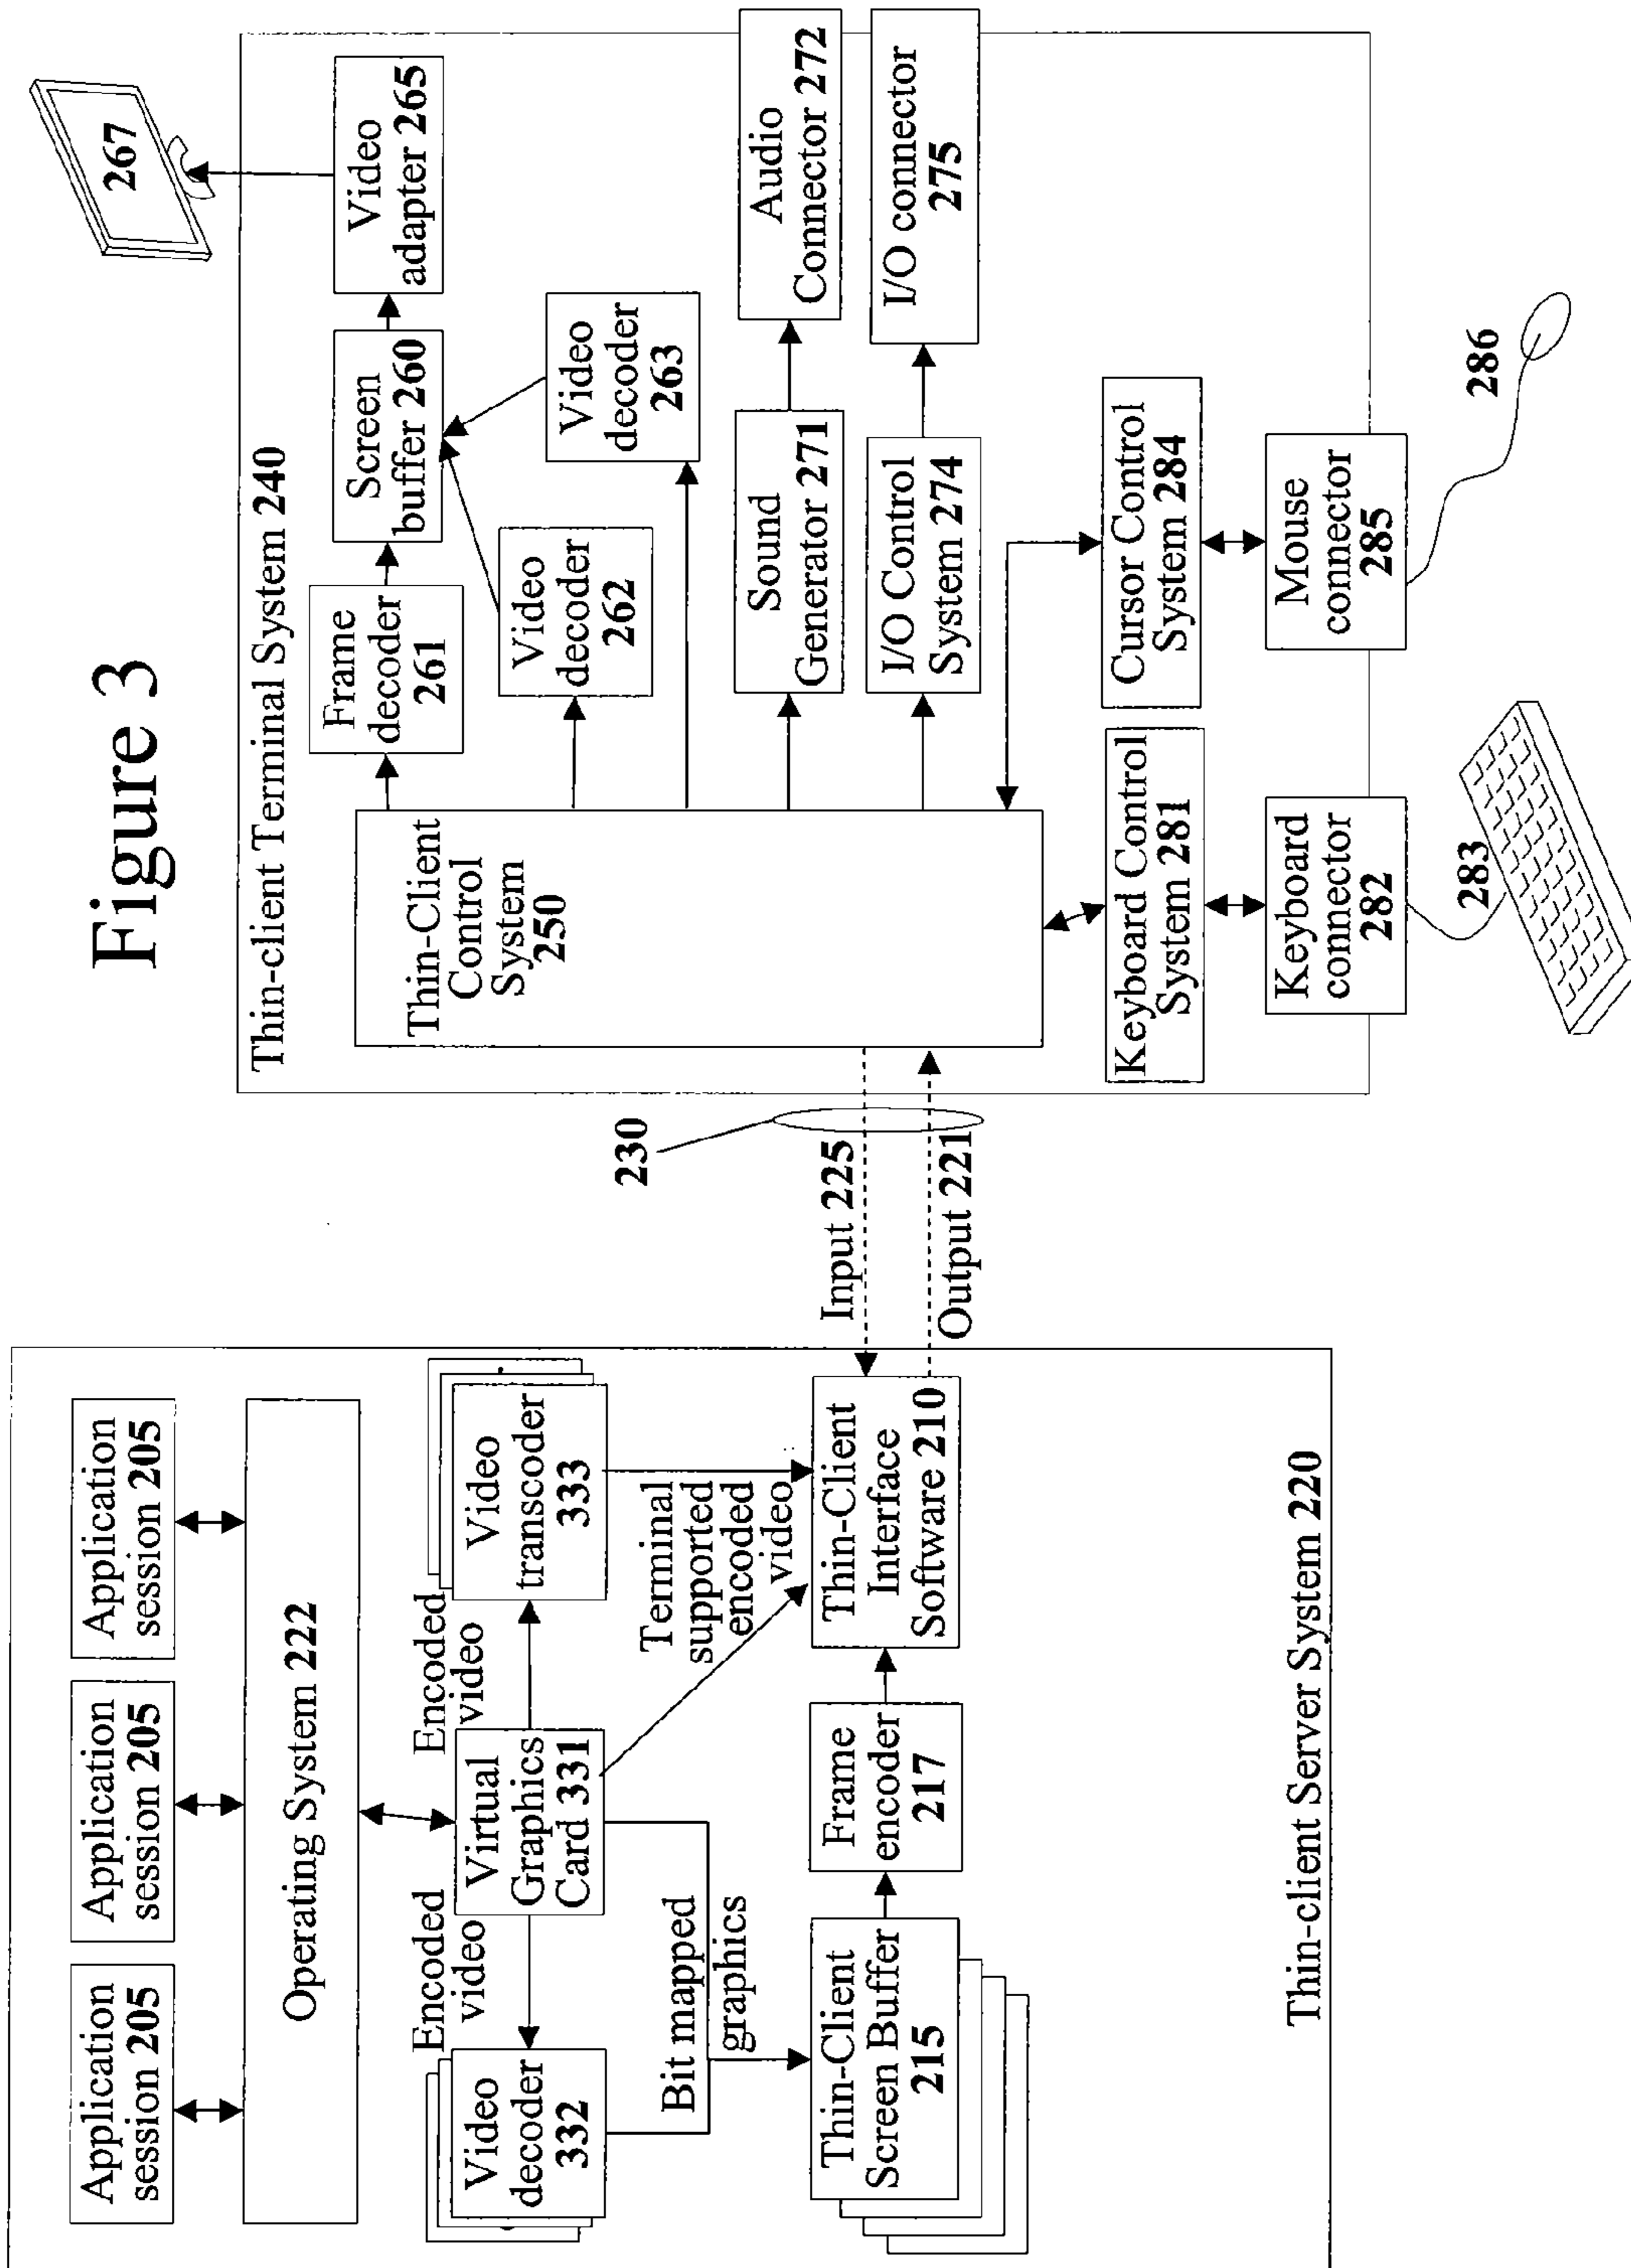 Figure 3
Application
session 205
Application
session 205
Application
session 205
Operating System 222
Encoded
video
Encoded
video
Video
decoder
332
Virtual
Graphics
Card 331
Video
transcoder
333
Bit mapped
graphics
Terminal
supported
encoded
video
Thin-Client
Screen Buffer
215
Frame
encoder
217
Thin-Client
Interface
Software 210
Thin-client Server System 220
Input 225
Output 221
230
Thin-client Terminal System 240
Thin-Client
Control
System
250
Frame
decoder
261
Screen
buffer 260
Video
adapter 265
267
Video
decoder
262
Video
decoder
263
Sound
Generator 271
Audio
Connector 272
I/O Control
System 274
I/O connector
275
Keyboard Control
System 281
Cursor Control
System 284
Keyboard
connector
282
Mouse
connector
285
283
286